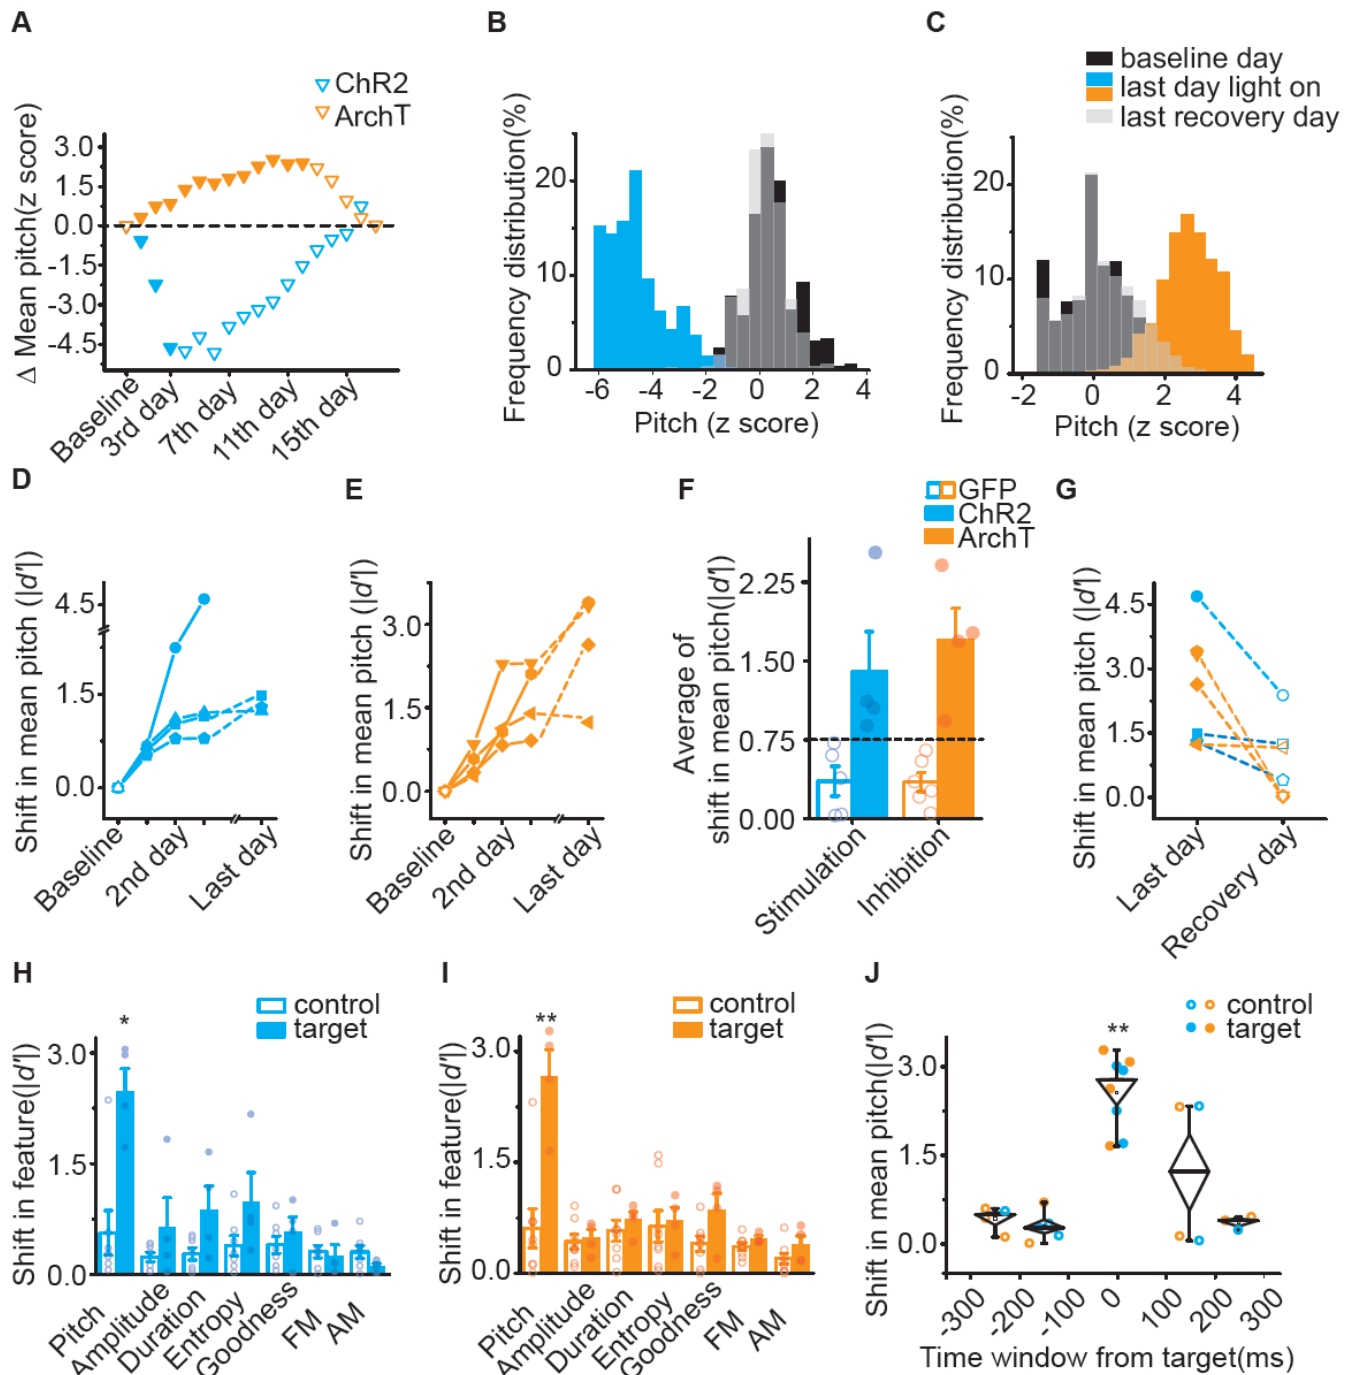 A
ChR2
ArchT
Δ Mean pitch(z score)
3.0
1.5
0.0
-1.5
-3.0
-4.5
Baseline
3rd day
7th day
11th day
15th day
B
Frequency distribution(%)
20
10
0
-6
-4
-2
0
2
4
Pitch (z score)
C
baseline day
last day light on
last recovery day
Frequency distribution(%)
20
10
0
-2
0
2
4
Pitch (z score)
D
Shift in mean pitch (|d'|)
4.5
1.5
0.0
Baseline
2nd day
Last day
E
Shift in mean pitch (|d'|)
3.0
1.5
0.0
Baseline
2nd day
Last day
F
GFP
ChR2
ArchT
Average of
shift in mean pitch(|d'|)
2.25
1.50
0.75
0.00
Stimulation
Inhibition
G
Shift in mean pitch (|d'|)
4.5
3.0
1.5
0.0
Last day
Recovery day
H
control
target
*
Shift in feature(|d'|)
3.0
1.5
0.0
Pitch
Amplitude
Duration
Entropy
Goodness
FM
AM
I
control
target
**
Shift in feature(|d'|)
3.0
1.5
0.0
Pitch
Amplitude
Duration
Entropy
Goodness
FM
AM
J
control
target
**
Shift in mean pitch(|d'|)
3.0
1.5
0.0
-300
-200
-100
0
100
200
300
Time window from target(ms)